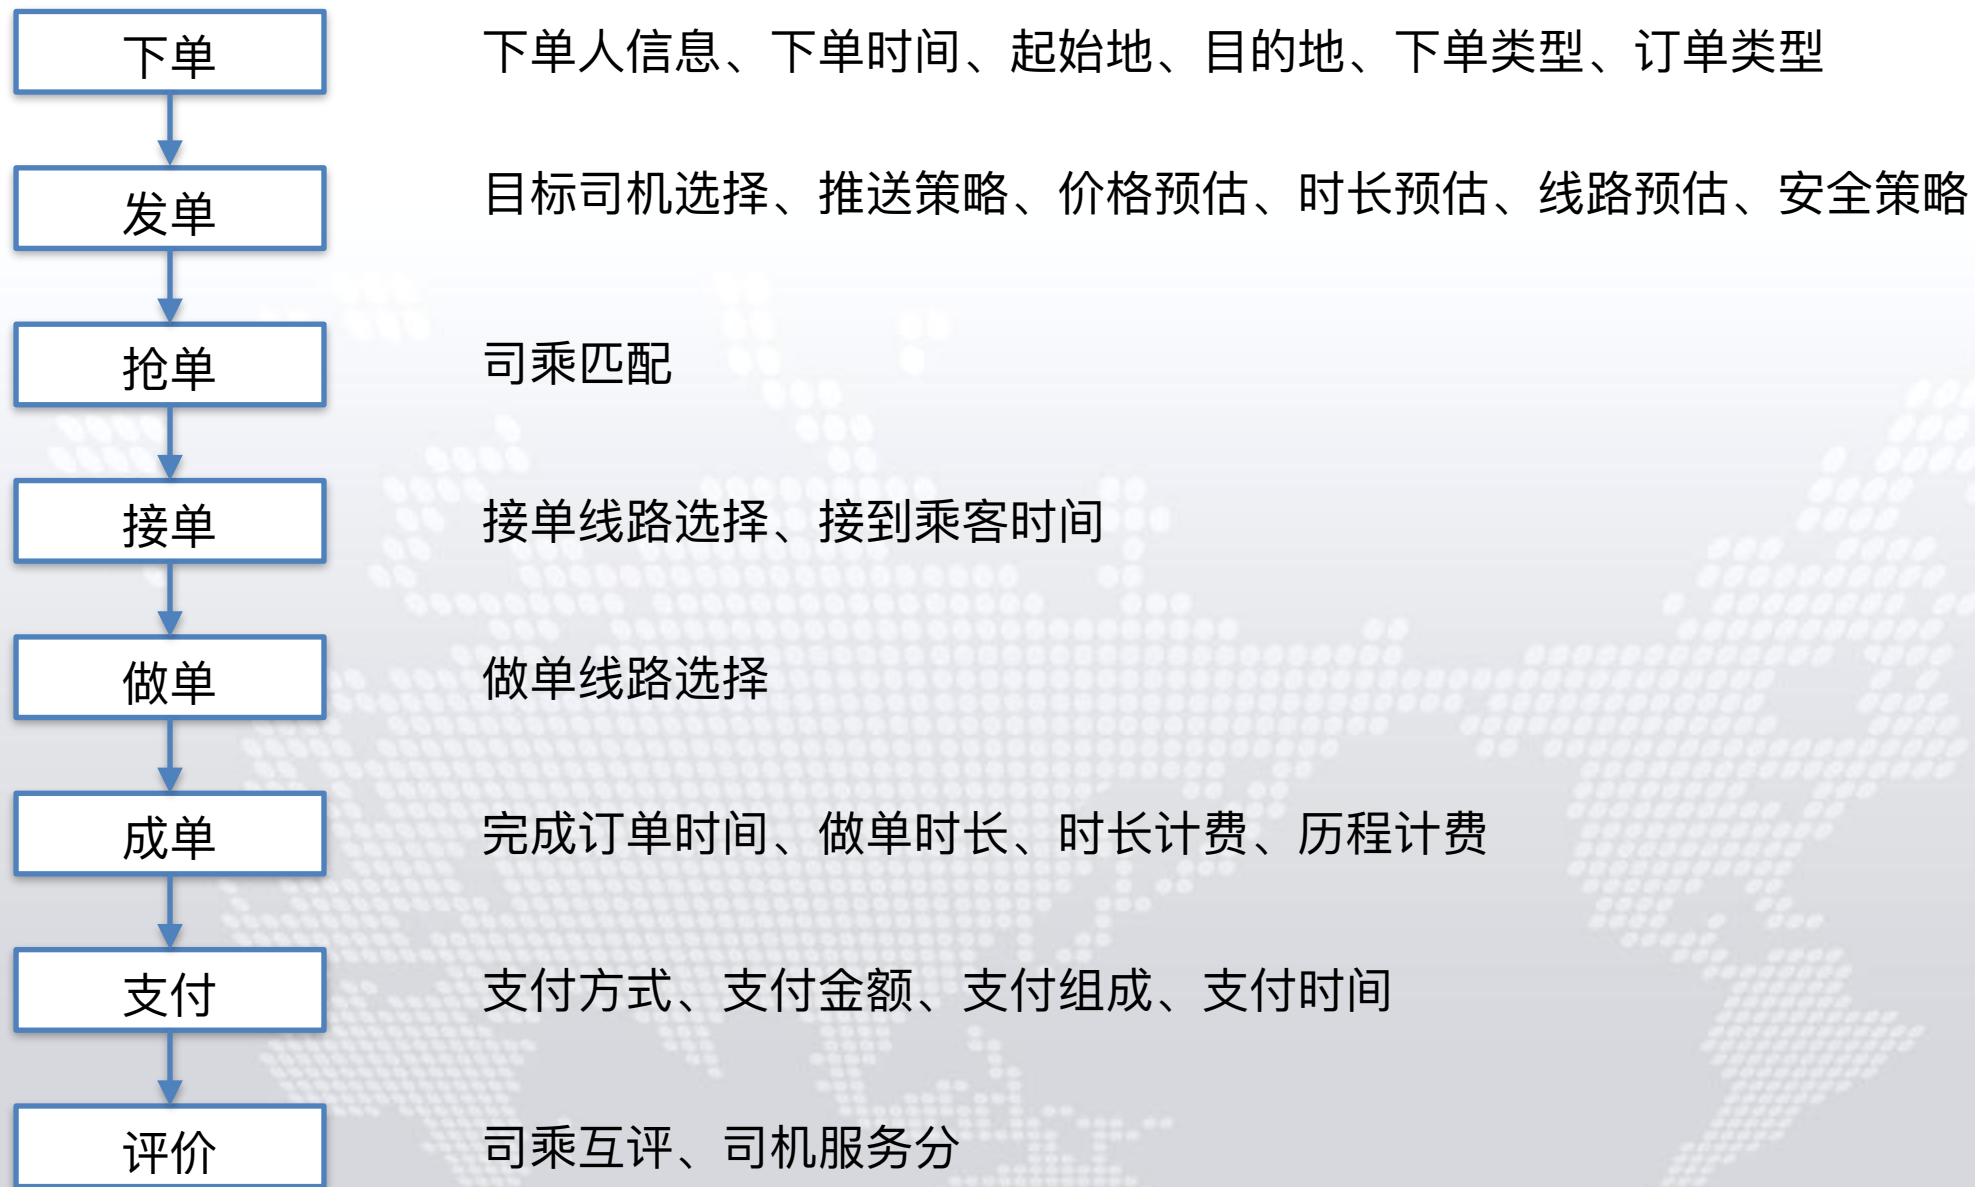 下单
下单人信息、下单时间、起始地、目的地、下单类型、订单类型
发单
目标司机选择、推送策略、价格预估、时长预估、线路预估、安全策略
抢单
司乘匹配
接单
接单线路选择、接到乘客时间
做单
做单线路选择
成单
完成订单时间、做单时长、时长计费、历程计费
支付
支付方式、支付金额、支付组成、支付时间
评价
司乘互评、司机服务分